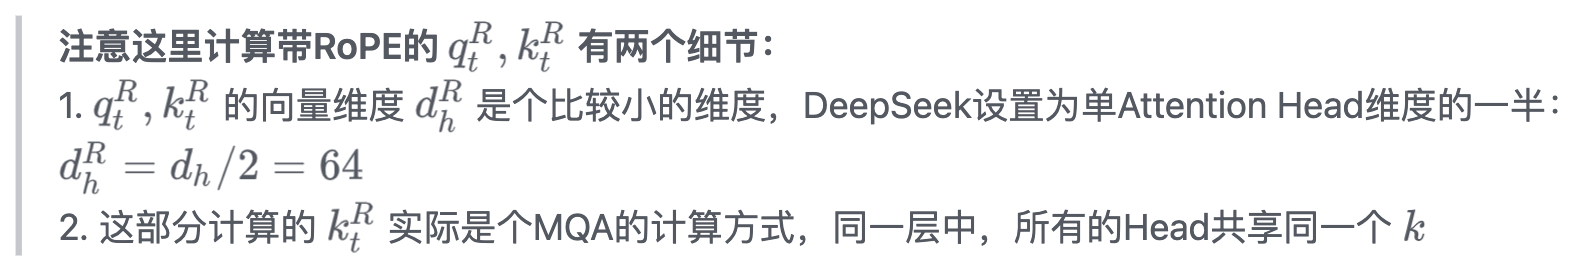 注意这里计算带RoPE的 $q_t^R, k_t^R$ 有两个细节：
1. $q_t^R, k_t^R$ 的向量维度 $d_h^R$ 是个比较小的维度，DeepSeek设置为单Attention Head维度的一半：
$d_h^R = d_h/2 = 64$
2. 这部分计算的 $k_t^R$ 实际是个MQA的计算方式，同一层中，所有的Head共享同一个 $k$